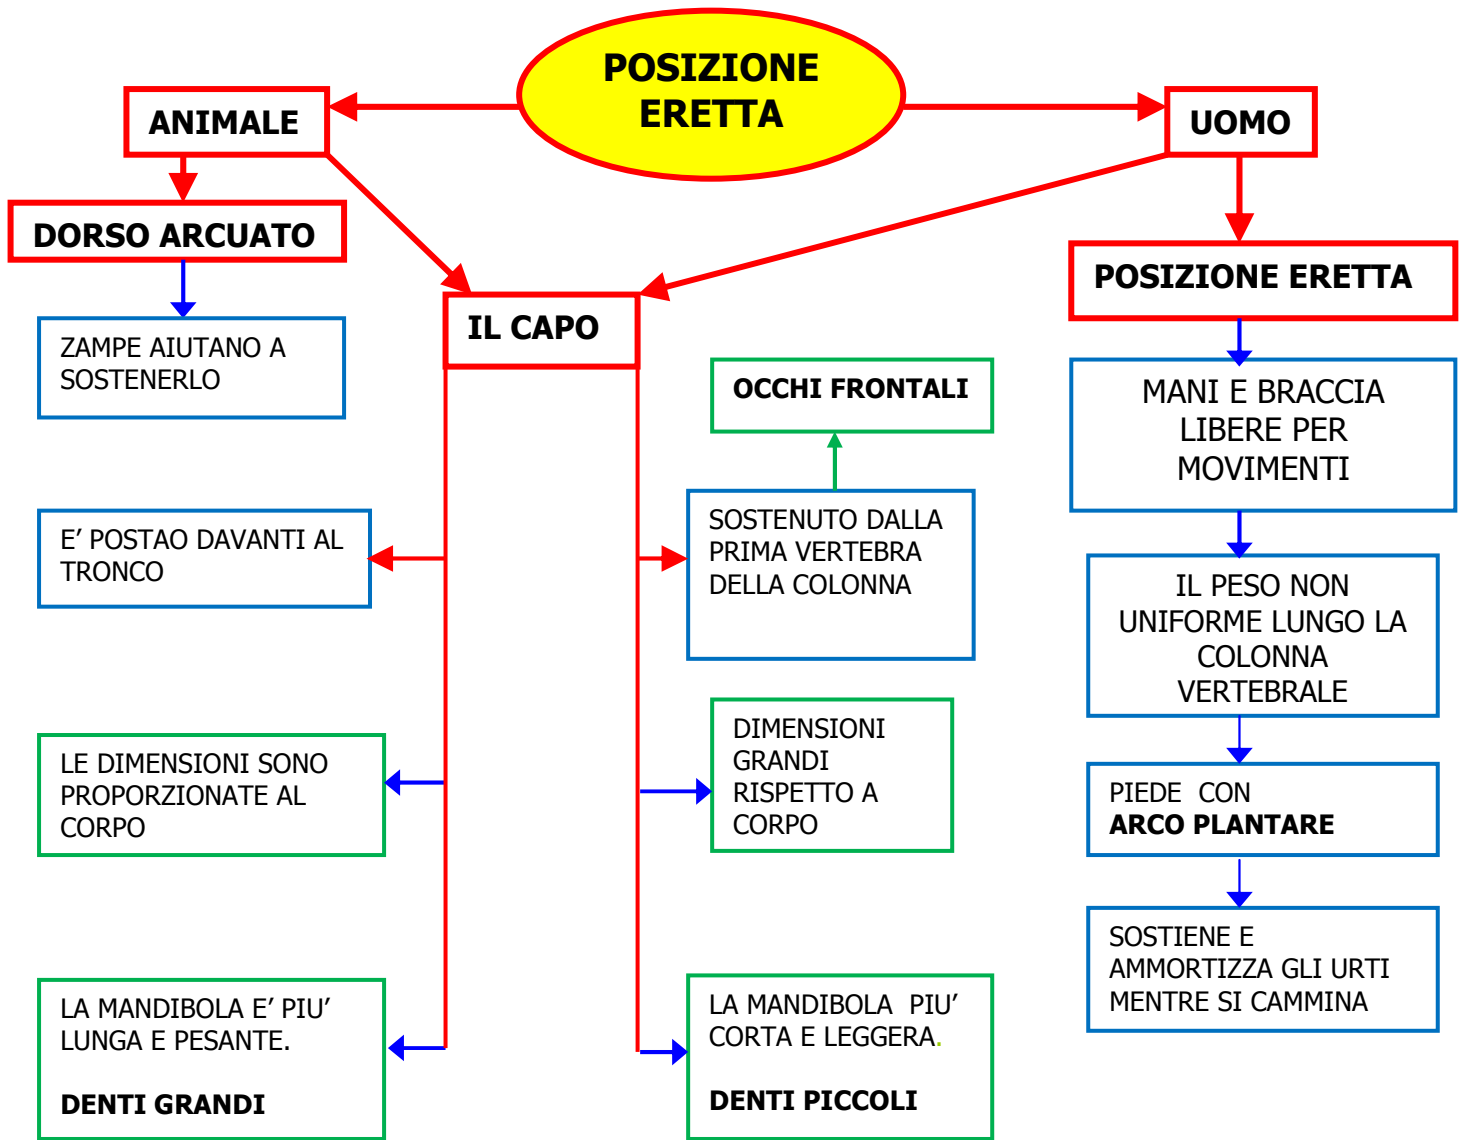 POSIZIONE
ERETTA
ANIMALE
UOMO
DORSO ARCUATO
POSIZIONE ERETTA
IL CAPO
ZAMPE AIUTANO A
SOSTENERLO
OCCHI FRONTALI
MANI E BRACCIA
LIBERE PER
MOVIMENTI
E’ POSTAO DAVANTI AL
TRONCO
SOSTENUTO DALLA
PRIMA VERTEBRA
DELLA COLONNA
IL PESO NON
UNIFORME LUNGO LA
COLONNA
VERTEBRALE
LE DIMENSIONI SONO
PROPORZIONATE AL
CORPO
DIMENSIONI
GRANDI
RISPETTO A
CORPO
PIEDE CON
ARCO PLANTARE
SOSTIENE E
AMMORTIZZA GLI URTI
MENTRE SI CAMMINA
LA MANDIBOLA E’ PIU’
LUNGA E PESANTE.
DENTI GRANDI
LA MANDIBOLA PIU’
CORTA E LEGGERA.
DENTI PICCOLI